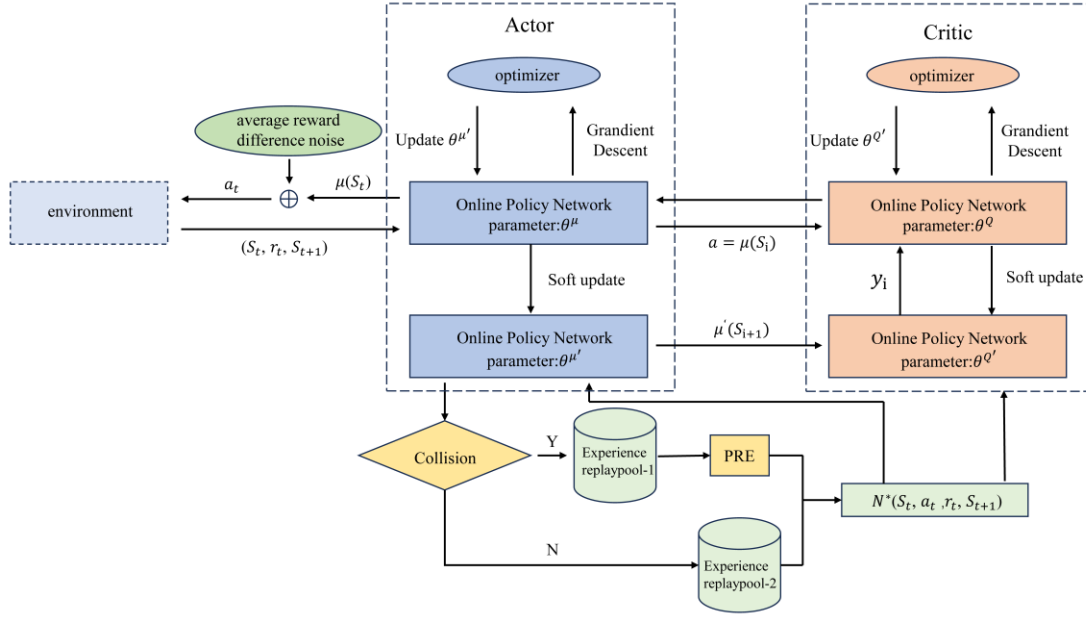 Actor
Critic
optimizer
optimizer
average reward
difference noise
Update θ^μ′
Grandient
Descent
Update θ^Q′
Grandient
Descent
environment
a_t
μ(S_t)
(S_t, r_t, S_{t+1})
Online Policy Network
parameter:θ^μ
a = μ(S_i)
Online Policy Network
parameter:θ^Q
Soft update
y_i
Soft update
Online Policy Network
parameter:θ^μ′
μ'(S_{i+1})
Online Policy Network
parameter:θ^Q′
Collision
Y
Experience
replaypool-1
PRE
N*(S_t, a_t ,r_t, S_{t+1})
N
Experience
replaypool-2